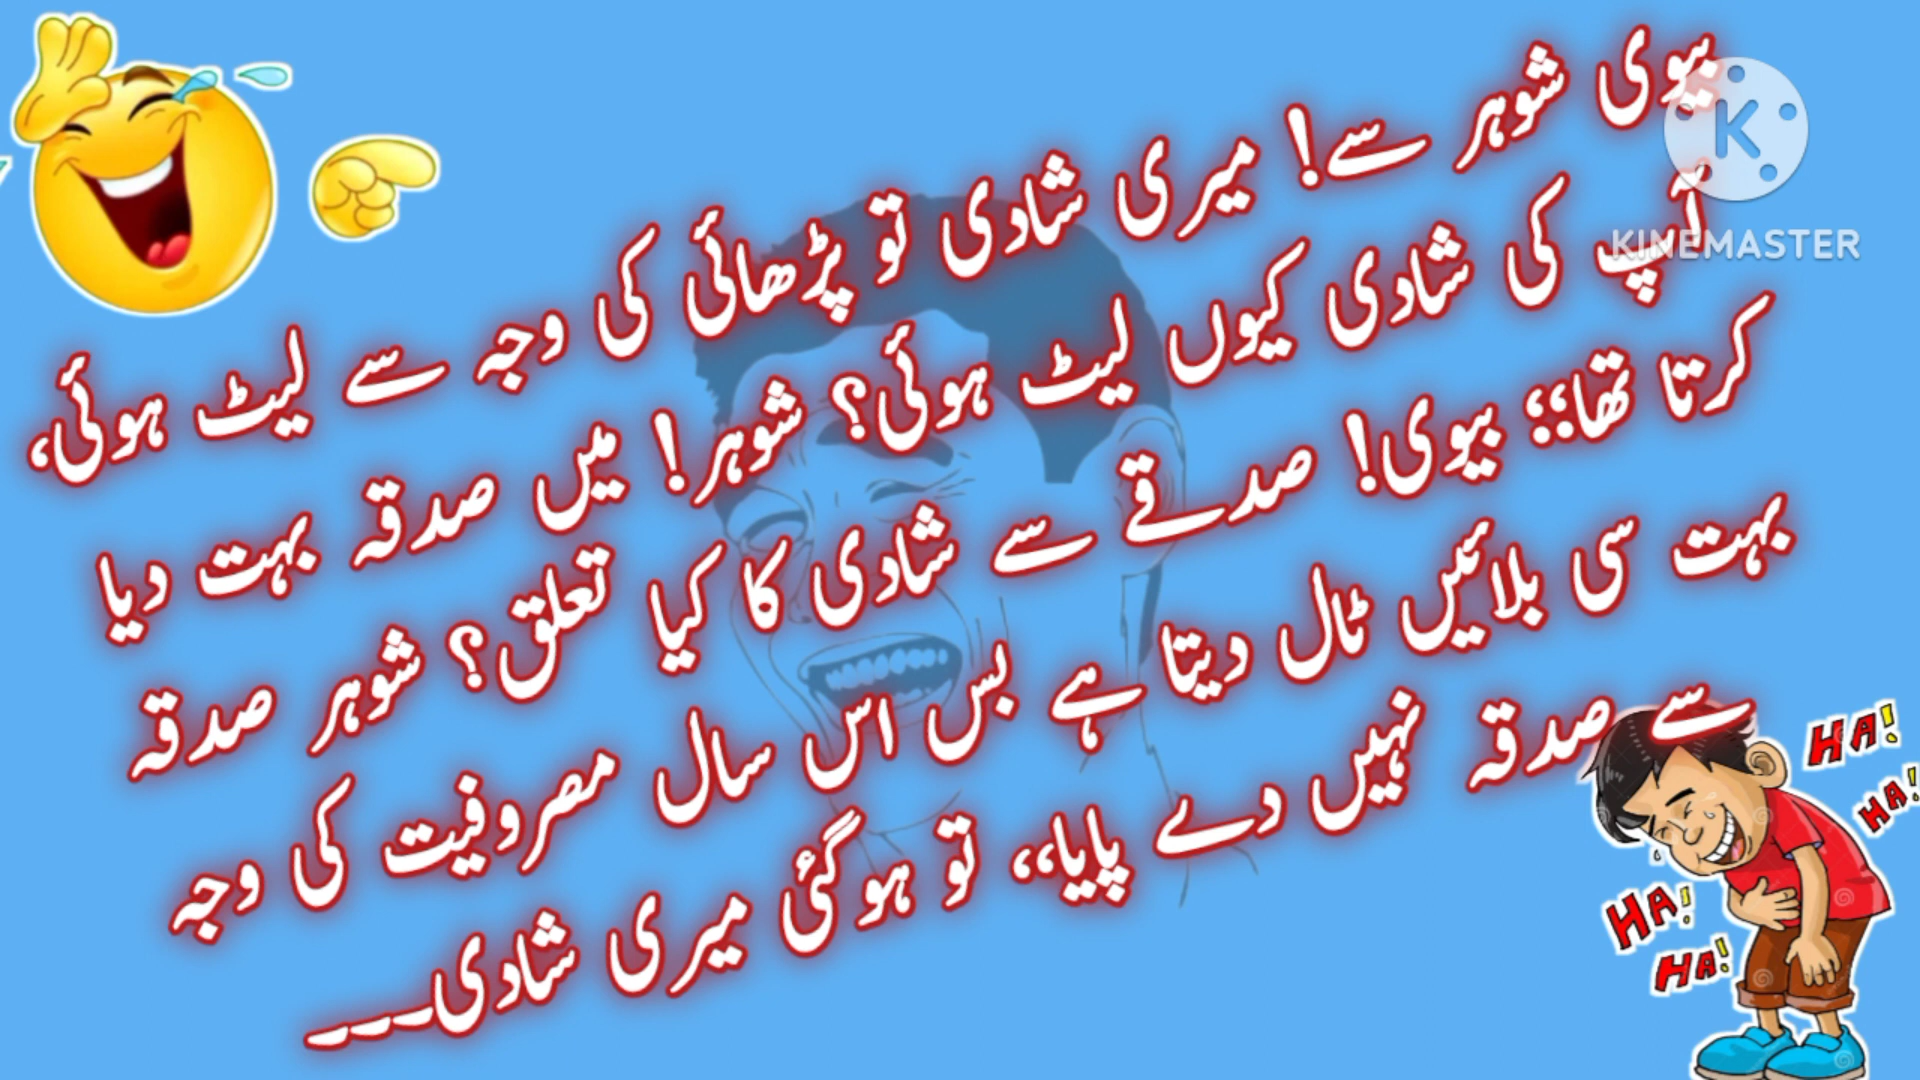 بیوی شوہر سے! میری شادی تو پڑھائی کی وجہ سے لیٹ ہوئی،
آپ کی شادی کیوں لیٹ ہوئی؟ شوہر! میں صدقہ بہت دیا
کرتا تھا؛؛ بیوی! صدقے سے شادی کا کیا تعلق؟ شوہر صدقہ
بہت سی بلائیں ٹال دیتا ہے بس اس سال مصروفیت کی وجہ
سے صدقہ نہیں دے پایا،، تو ہوگئی میری شادی۔۔۔
K
KINEMASTER
HA!
HA!
HA!
HA!